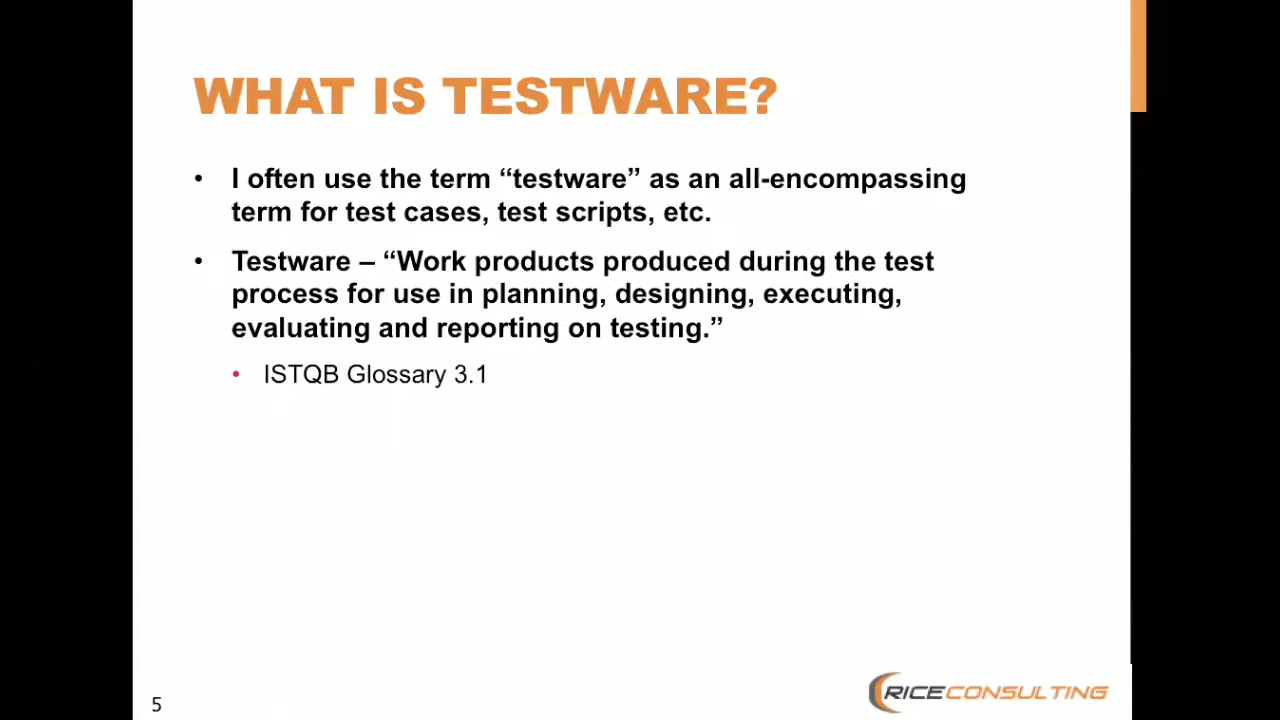 WHAT IS TESTWARE?
• I often use the term “testware” as an all-encompassing
term for test cases, test scripts, etc.
• Testware – “Work products produced during the test
process for use in planning, designing, executing,
evaluating and reporting on testing.”
• ISTQB Glossary 3.1
5
RICECONSULTING